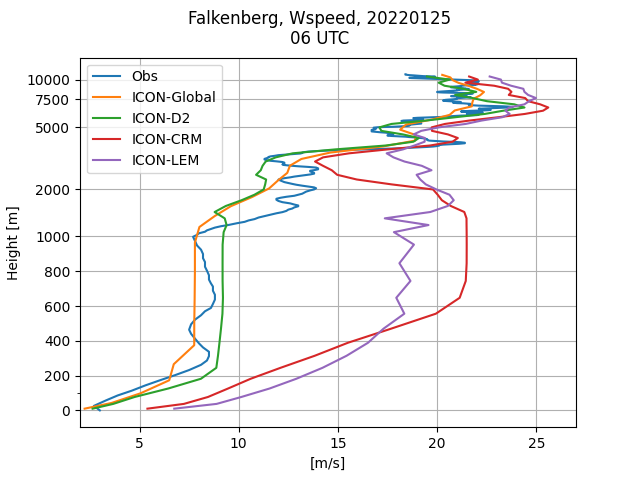 Falkenberg, Wspeed, 20220125
06 UTC
Obs
ICON-Global
ICON-D2
ICON-CRM
ICON-LEM
10000
7500
5000
2000
1000
800
600
400
200
0
Height [m]
5 10 15 20 25
[m/s]